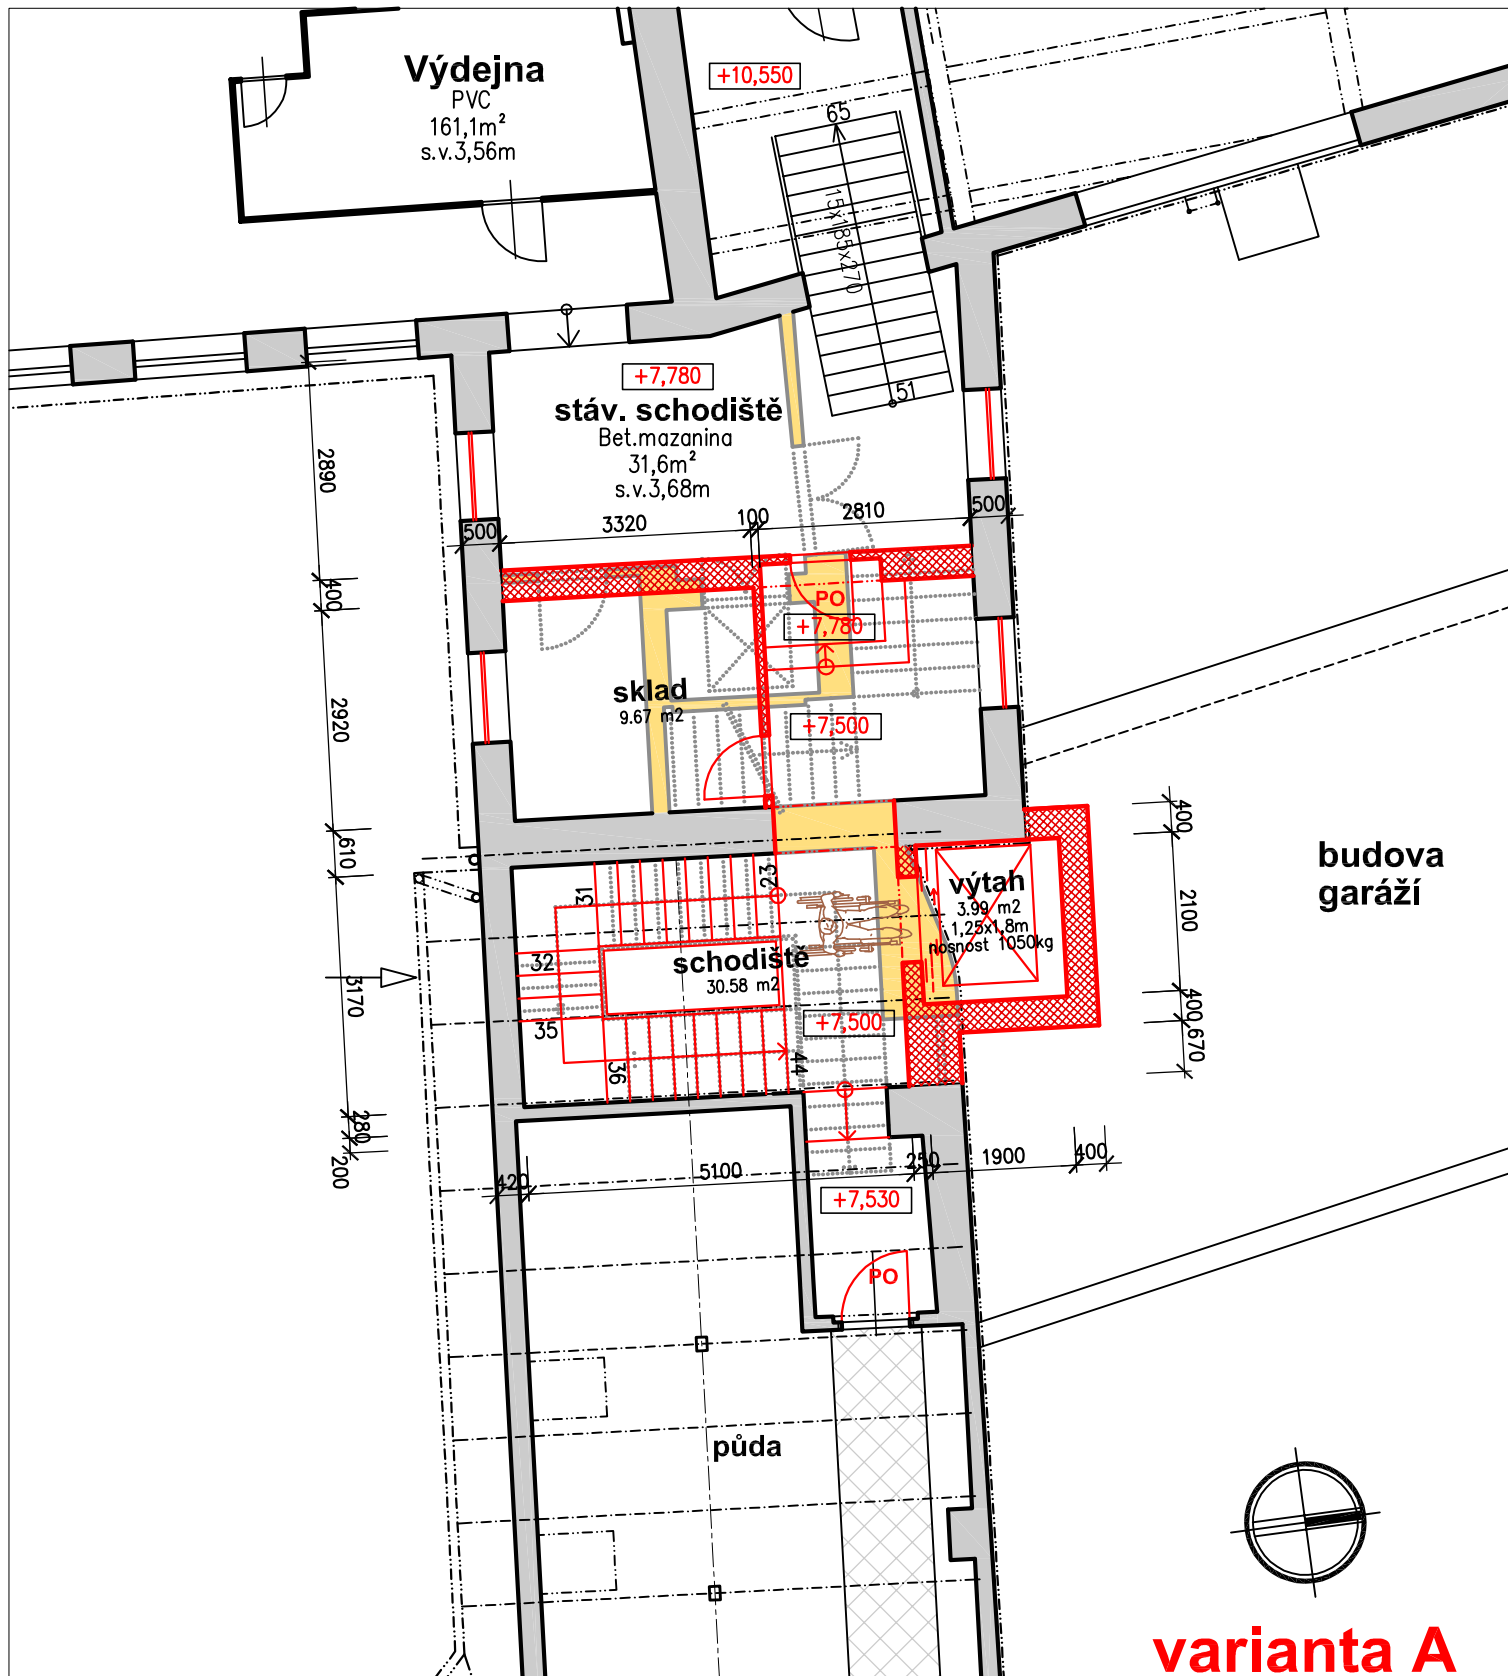 Výdejna
PVC
161,1m²
s.v.3,56m
+10,550
65
15x185x270
51
+7,780
stáv. schodiště
Bet.mazanina
31,6m²
s.v.3,68m
2890
500
3320
100
2810
500
400
PO
+7,780
sklad
9.67 m2
+7,500
2920
610
400
budova
garáží
výtah
3.99 m2
1,25x1,8m
nosnost 1050kg
2100
31
23
32
schodiště
30.58 m2
3170
35
+7,500
36
44
400
670
280
200
420
5100
250
1900
400
+7,530
PO
půda
varianta A